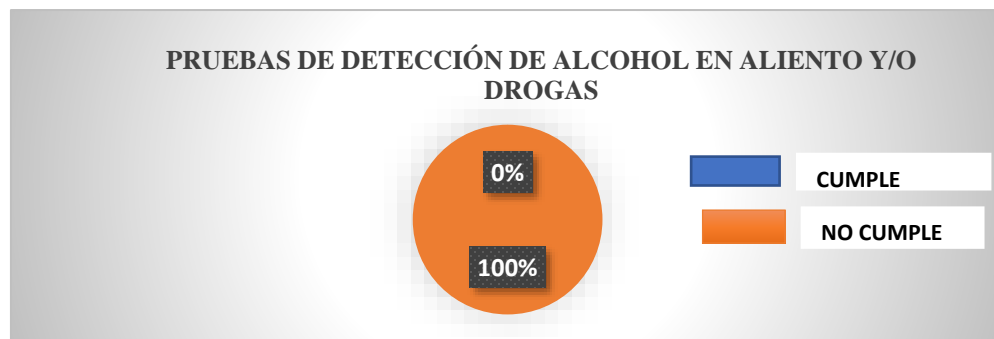 PRUEBAS DE DETECCIÓN DE ALCOHOL EN ALIENTO Y/O
DROGAS
0%
CUMPLE
NO CUMPLE
100%